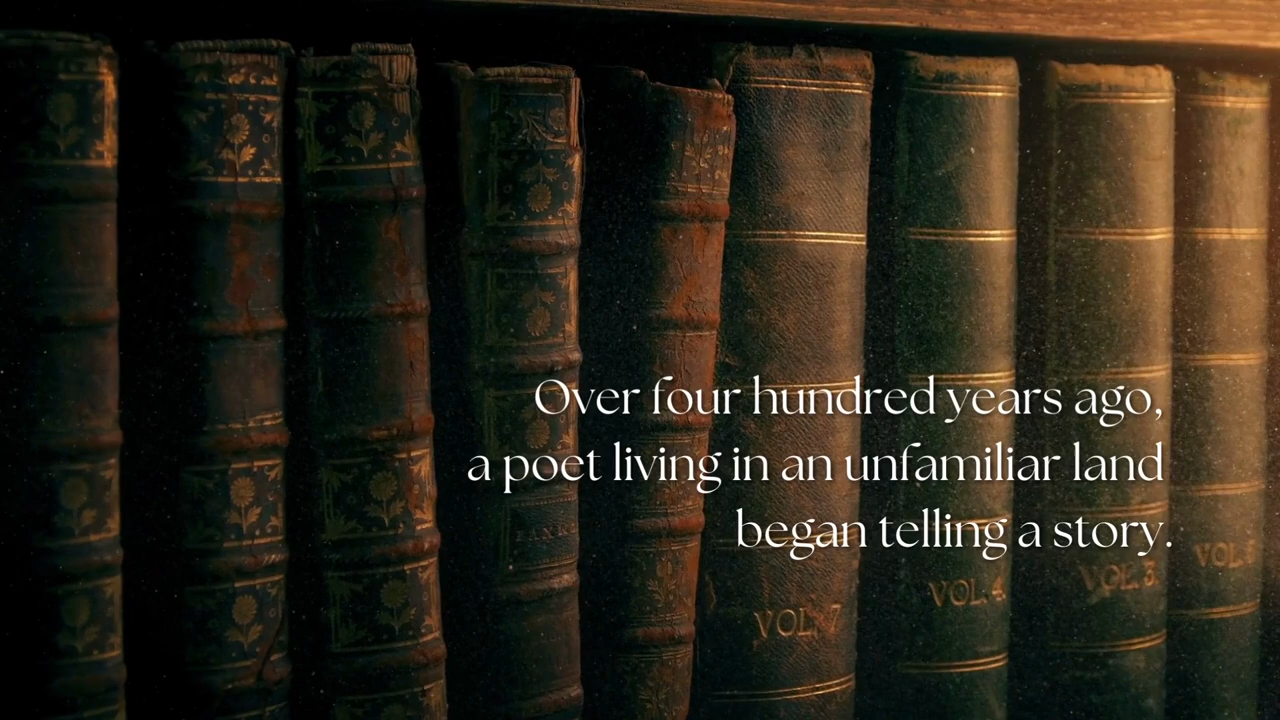 Over four hundred years ago,
a poet living in an unfamiliar land
began telling a story.
VOL. 7
VOL. 4
VOL. 3
VOL.